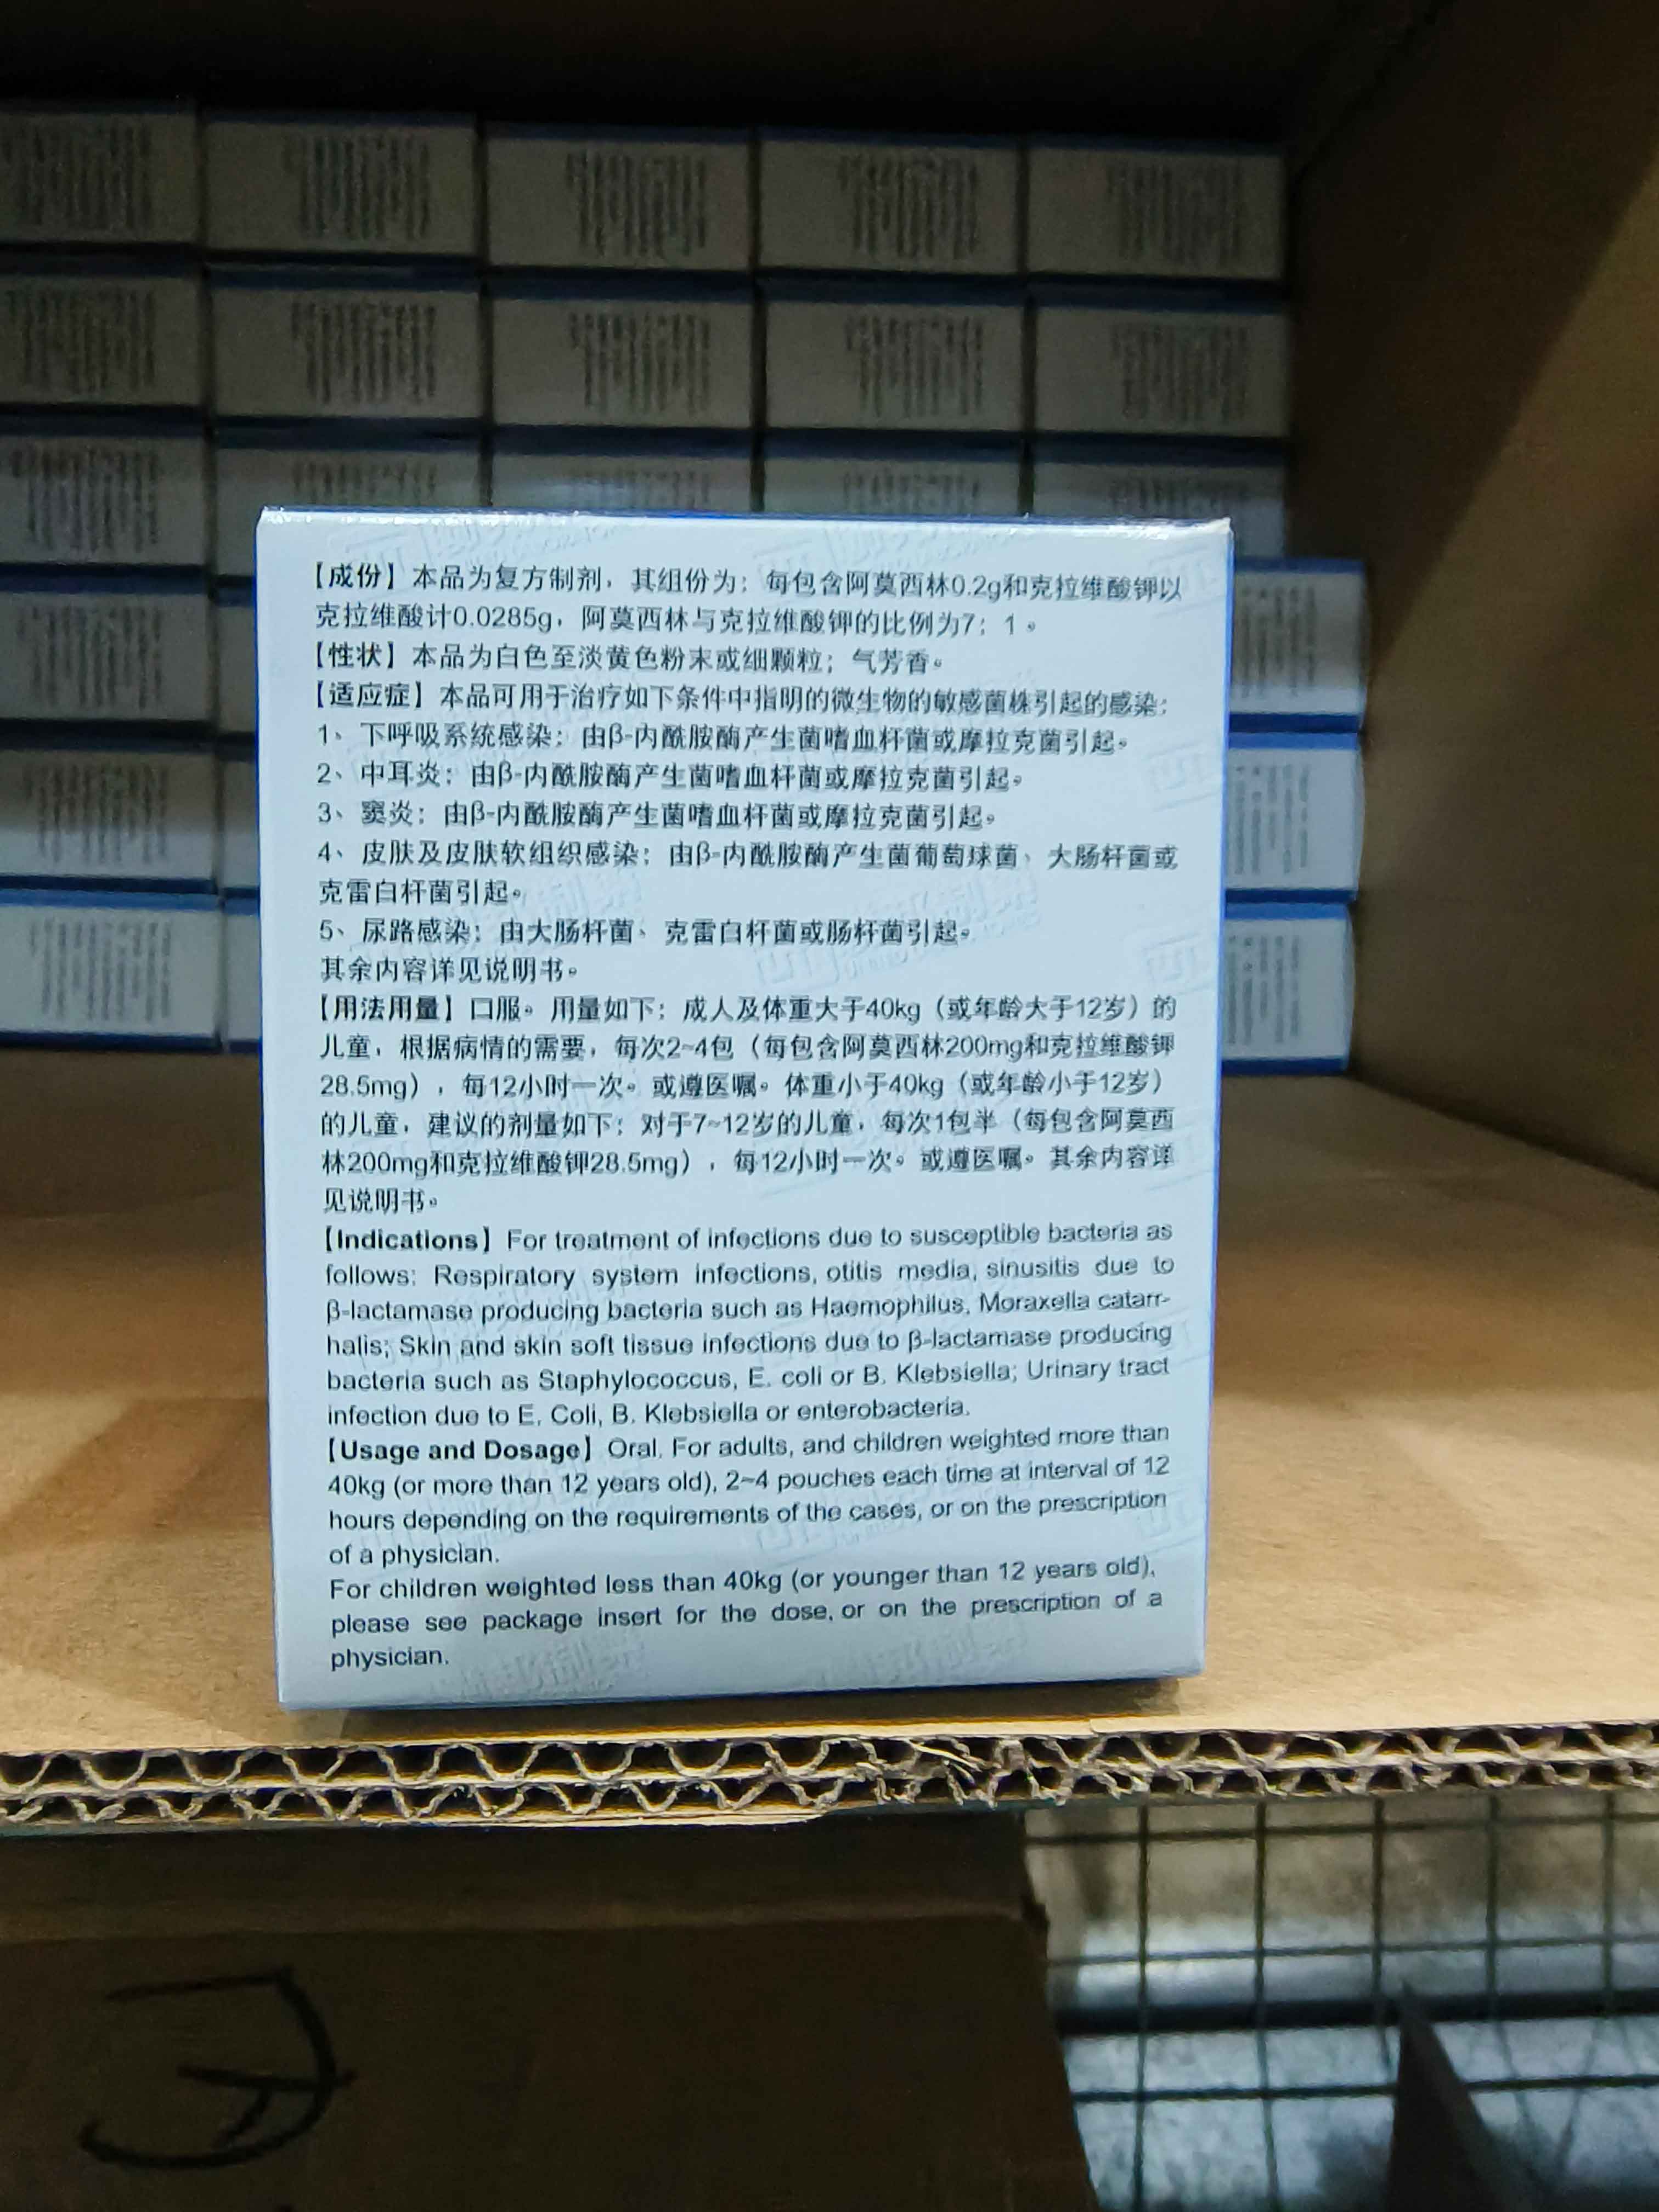 【成份】本品为复方制剂，其组份为：每包含阿莫西林0.2g和克拉维酸钾以
克拉维酸计0.0285g，阿莫西林与克拉维酸钾的比例为7：1。
【性状】本品为白色至淡黄色粉末或细颗粒；气芳香。
【适应症】本品可用于治疗如下条件中指明的微生物的敏感菌株引起的感染：
1、下呼吸系统感染：由β-内酰胺酶产生菌嗜血杆菌或摩拉克菌引起。
2、中耳炎：由β-内酰胺酶产生菌嗜血杆菌或摩拉克菌引起。
3、窦炎：由β-内酰胺酶产生菌嗜血杆菌或摩拉克菌引起。
4、皮肤及皮肤软组织感染：由β-内酰胺酶产生菌葡萄球菌、大肠杆菌或
克雷白杆菌引起。
5、尿路感染：由大肠杆菌、克雷白杆菌或肠杆菌引起。
其余内容详见说明书。
【用法用量】口服。用量如下：成人及体重大于40kg（或年龄大于12岁）的
儿童，根据病情的需要，每次2~4包（每包含阿莫西林200mg和克拉维酸钾
28.5mg），每12小时一次。或遵医嘱。体重小于40kg（或年龄小于12岁）
的儿童，建议的剂量如下：对于7~12岁的儿童，每次1包半（每包含阿莫西
林200mg和克拉维酸钾28.5mg），每12小时一次。或遵医嘱。其余内容详
见说明书。
【Indications】For treatment of infections due to susceptible bacteria as
follows: Respiratory system infections, otitis media, sinusitis due to
β-lactamase producing bacteria such as Haemophilus, Moraxella catarr-
halis; Skin and skin soft tissue infections due to β-lactamase producing
bacteria such as Staphylococcus, E. coli or B. Klebsiella; Urinary tract
infection due to E. Coli, B. Klebsiella or enterobacteria.
【Usage and Dosage】Oral. For adults, and children weighted more than
40kg (or more than 12 years old), 2~4 pouches each time at interval of 12
hours depending on the requirements of the cases, or on the prescription
of a physician.
For children weighted less than 40kg (or younger than 12 years old),
please see package insert for the dose, or on the prescription of a
physician.